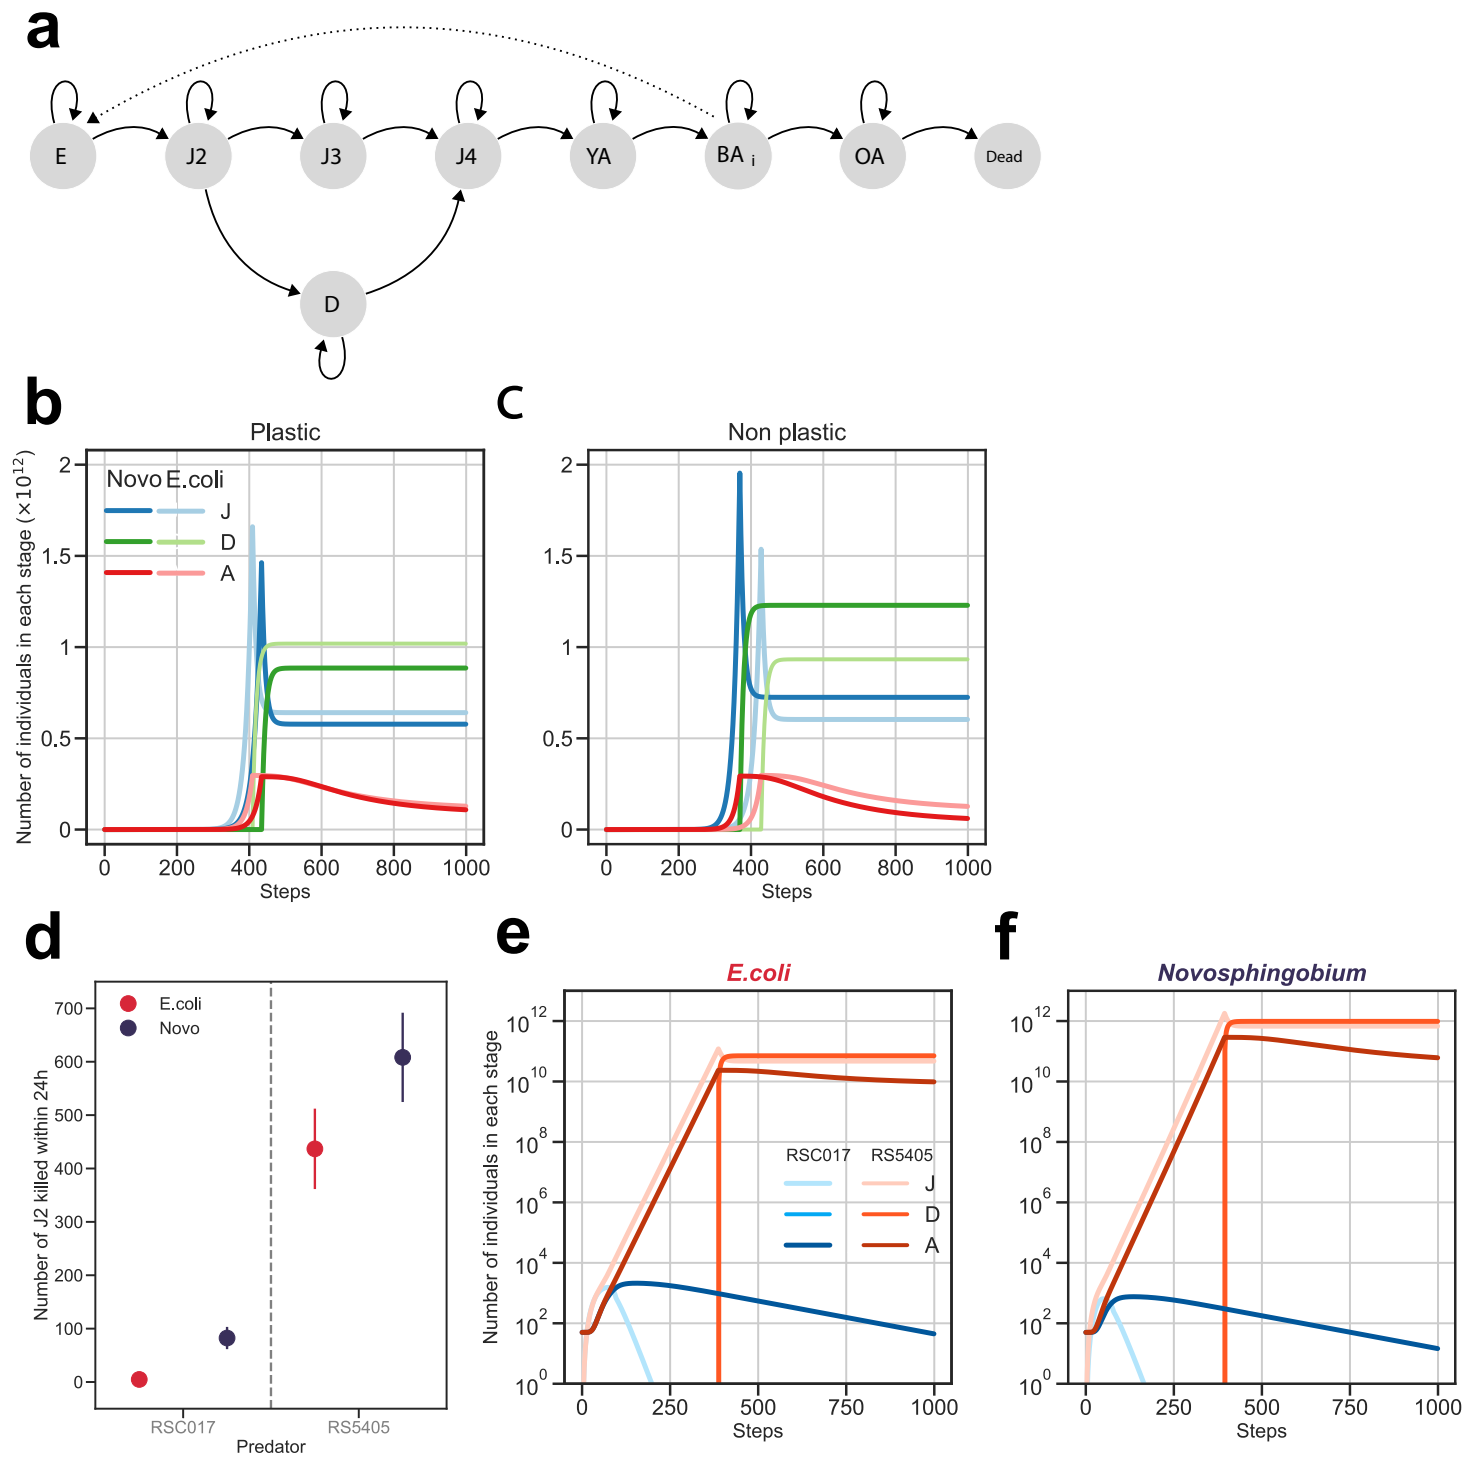 a
E
J2
J3
J4
YA
BA i
OA
Dead
D
b
c
Plastic
Non plastic
Number of individuals in each stage (×10¹²)
2
1.5
1
0.5
0
Novo E.coli
J
D
A
0 200 400 600 800 1000
Steps
2
1.5
1
0.5
0
0 200 400 600 800 1000
Steps
d
Number of J2 killed within 24h
700
600
500
400
300
200
100
0
E.coli
Novo
RSC017 RS5405
Predator
e
E.coli
Number of individuals in each stage
10¹²
10¹⁰
10⁸
10⁶
10⁴
10²
10⁰
RSC017 RS5405
J
D
A
0 250 500 750 1000
Steps
f
Novosphingobium
10¹²
10¹⁰
10⁸
10⁶
10⁴
10²
10⁰
0 250 500 750 1000
Steps